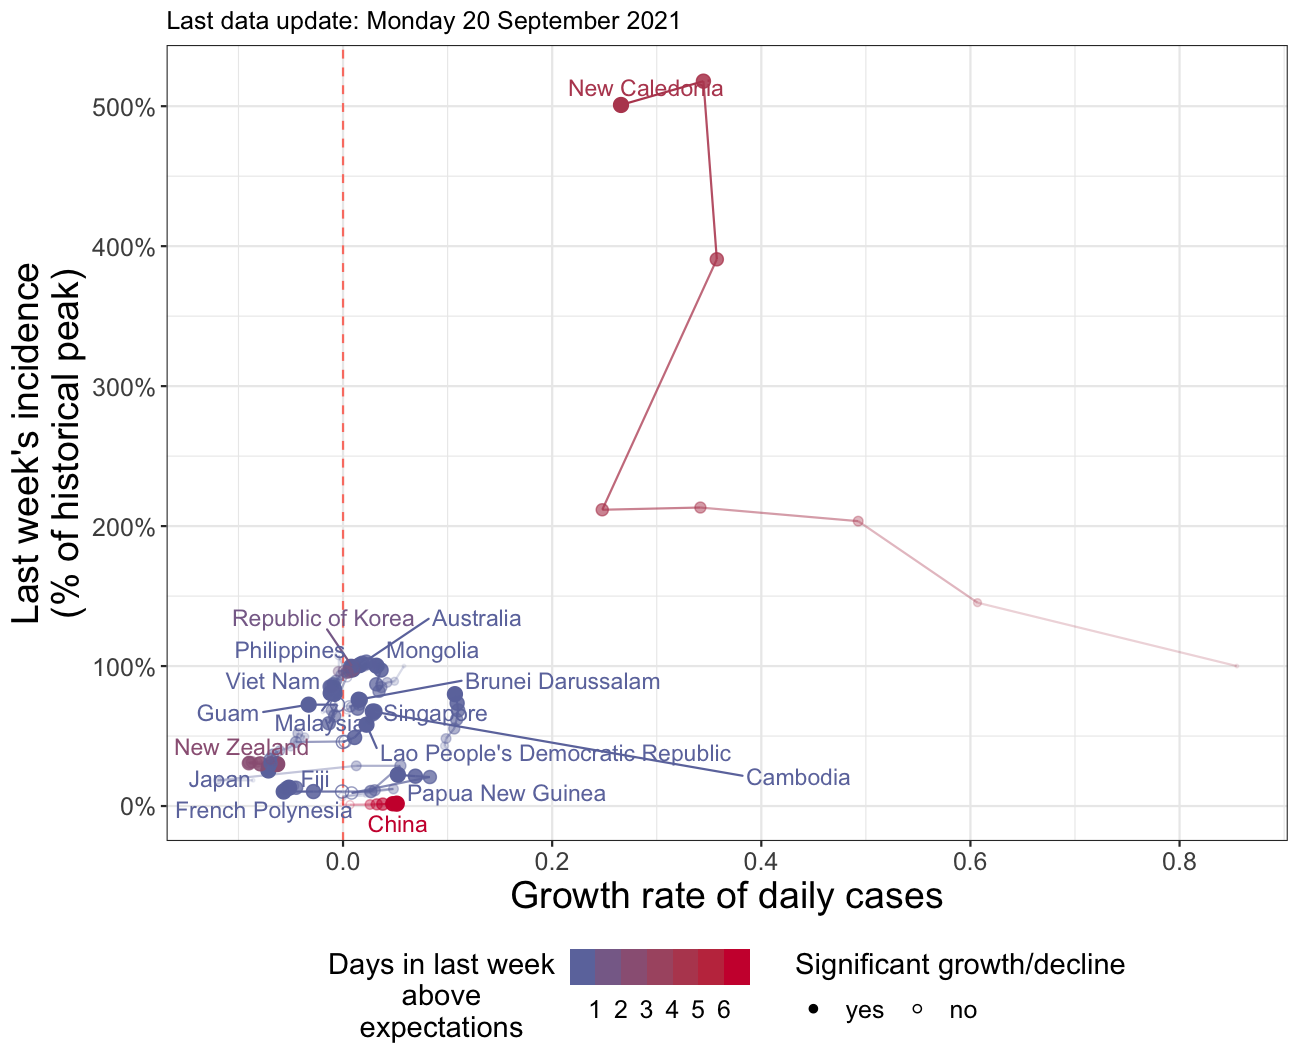 Last data update: Monday 20 September 2021
Last week's incidence
(% of historical peak)
500%
400%
300%
200%
100%
0%
New Caledonia
Republic of Korea
Australia
Philippines
Mongolia
Viet Nam
Brunei Darussalam
Guam
Malaysia
Singapore
New Zealand
Lao People's Democratic Republic
Japan
Fiji
Cambodia
Papua New Guinea
French Polynesia
China
0.0 0.2 0.4 0.6 0.8
Growth rate of daily cases
Days in last week
above
expectations
1 2 3 4 5 6
Significant growth/decline
yes no